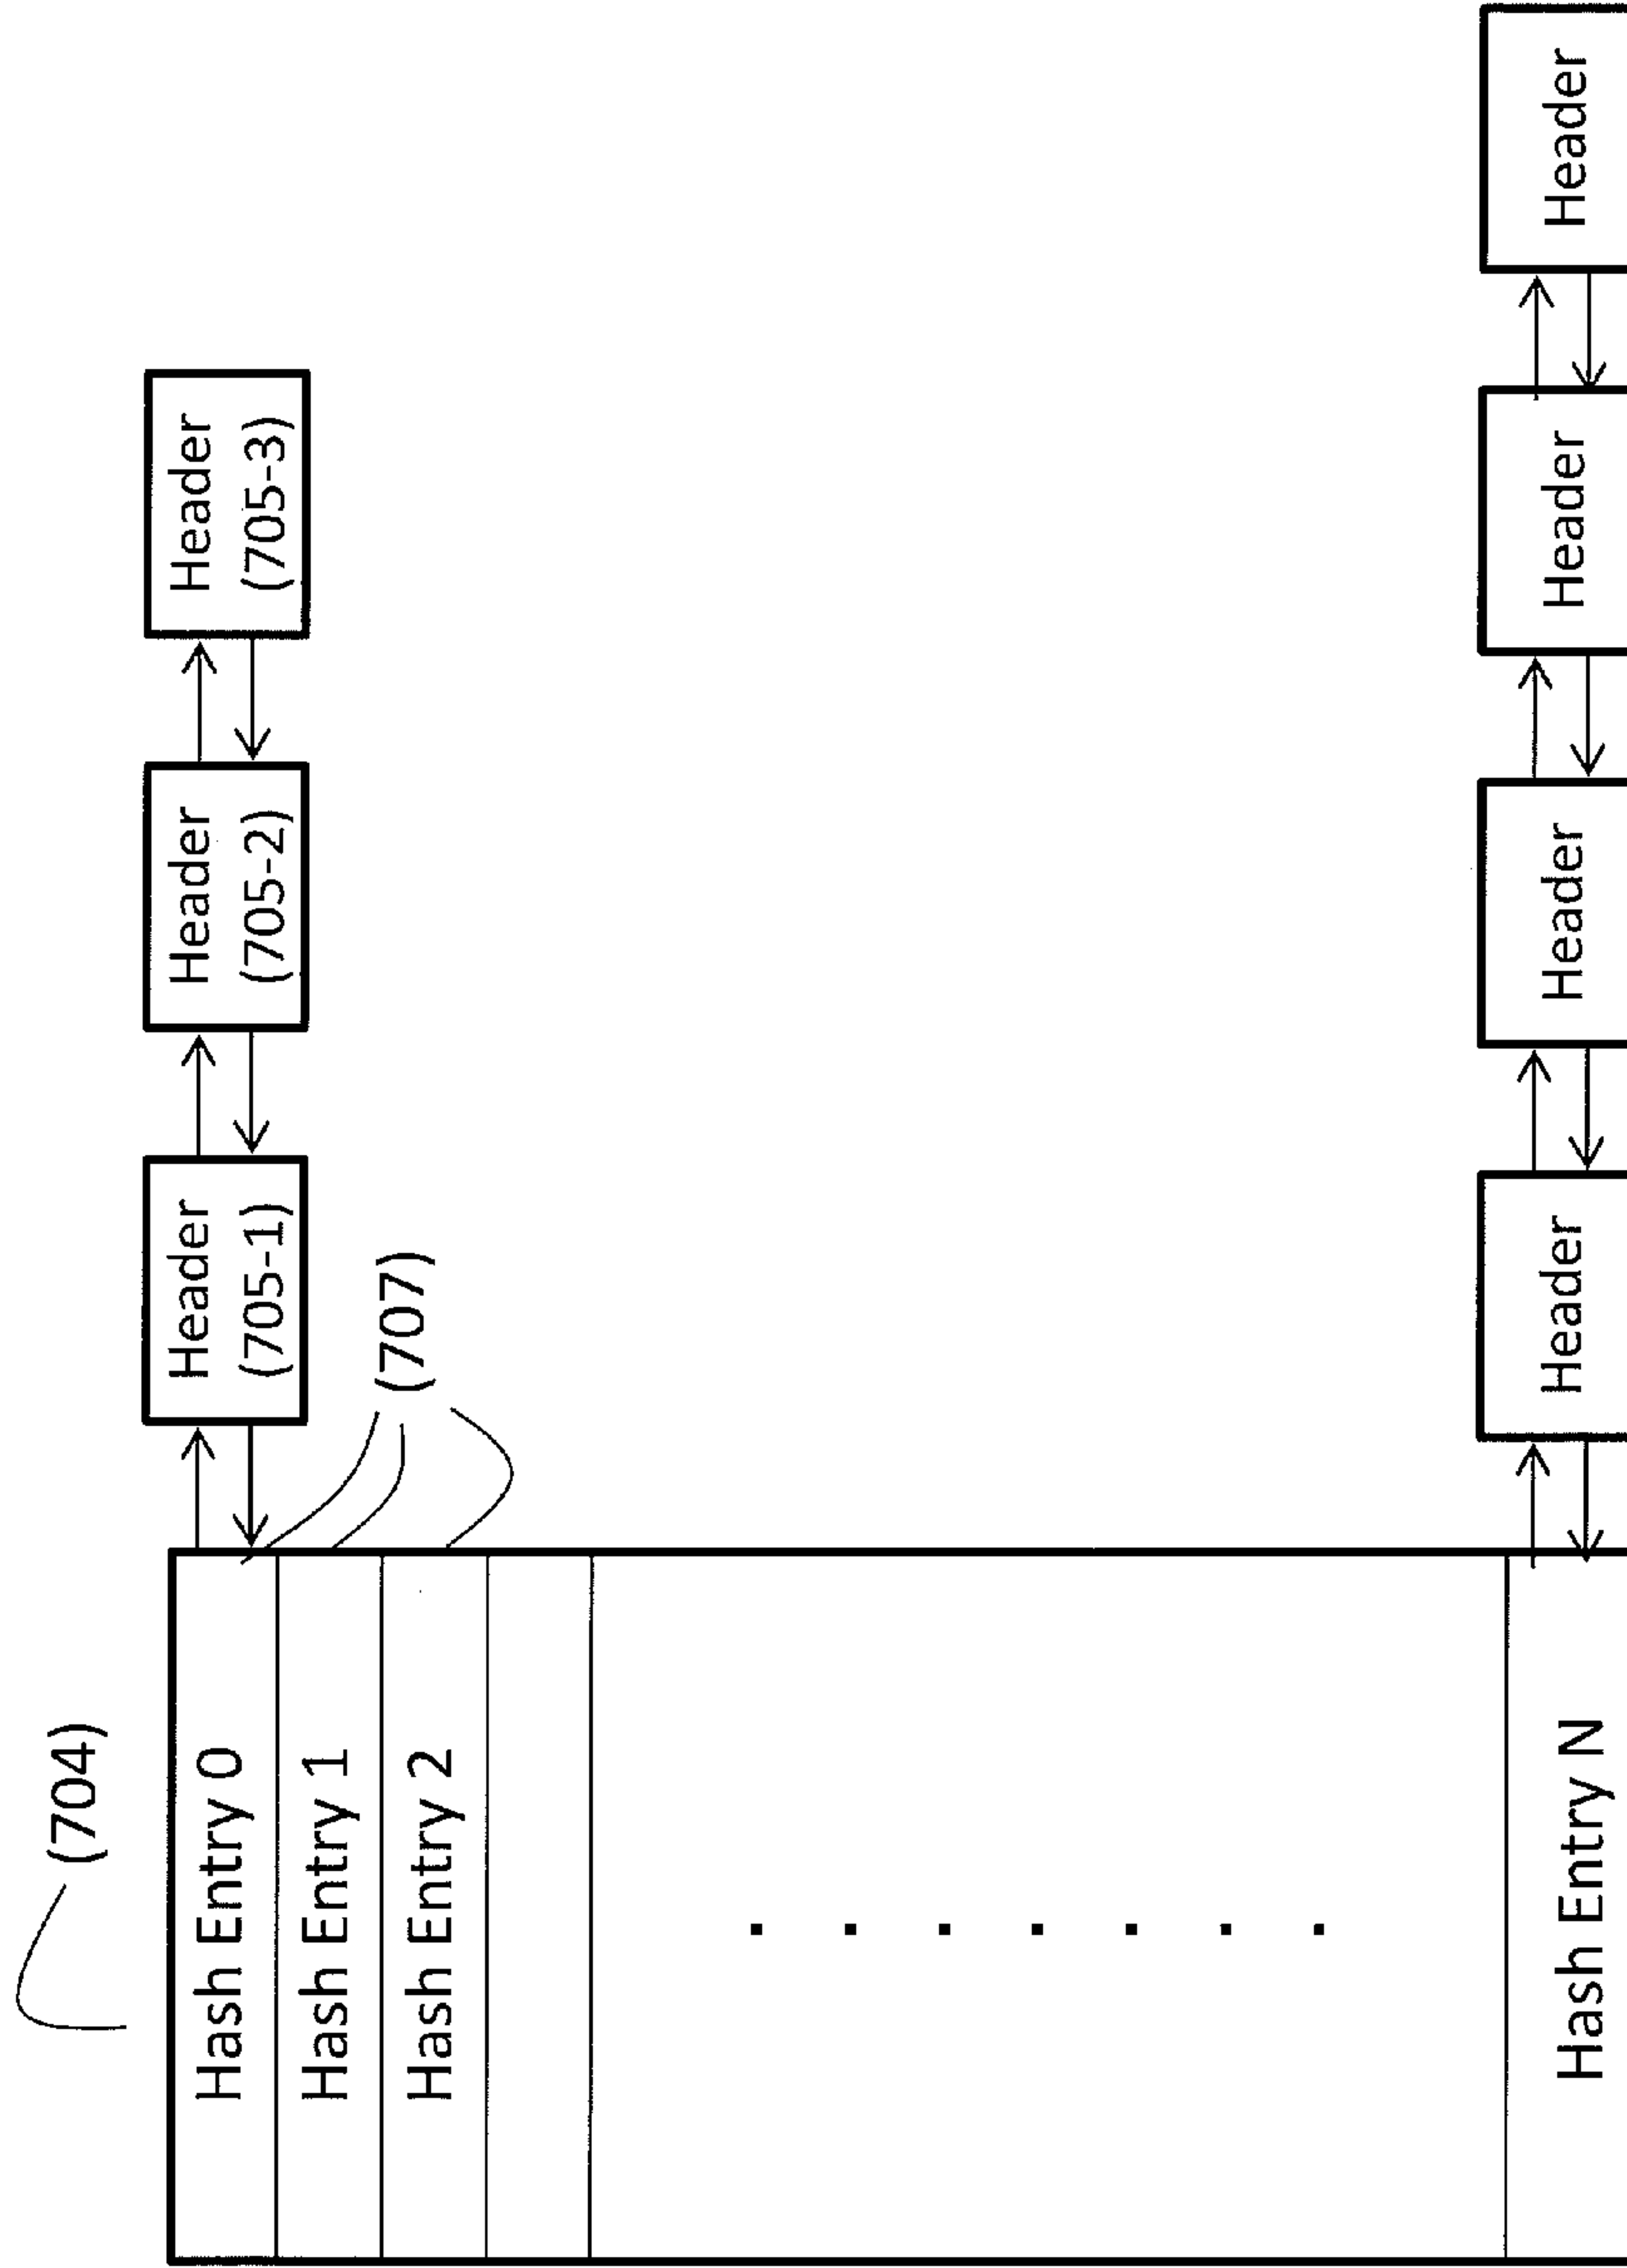 (704)
Hash Entry 0
Hash Entry 1
Hash Entry 2
. . . . . . .
Hash Entry N
(707)
Header
(705-1)
Header
(705-2)
Header
(705-3)
Header
Header
Header
Header